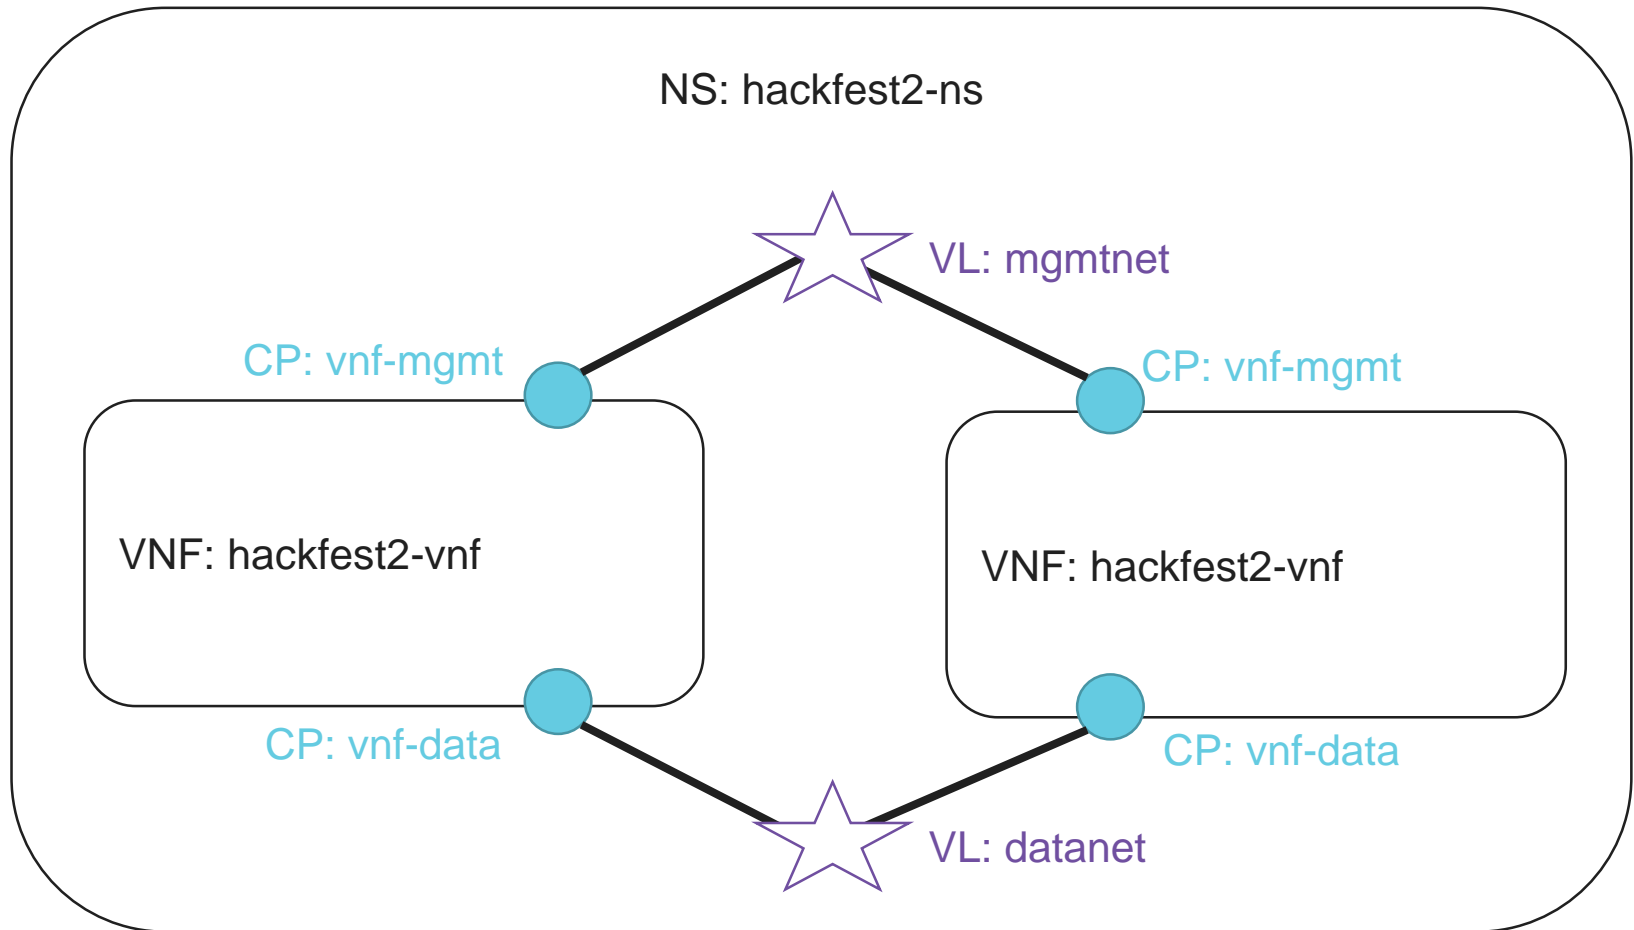 NS: hackfest2-ns
VL: mgmtnet
CP: vnf-mgmt
CP: vnf-mgmt
VNF: hackfest2-vnf
VNF: hackfest2-vnf
CP: vnf-data
CP: vnf-data
VL: datanet